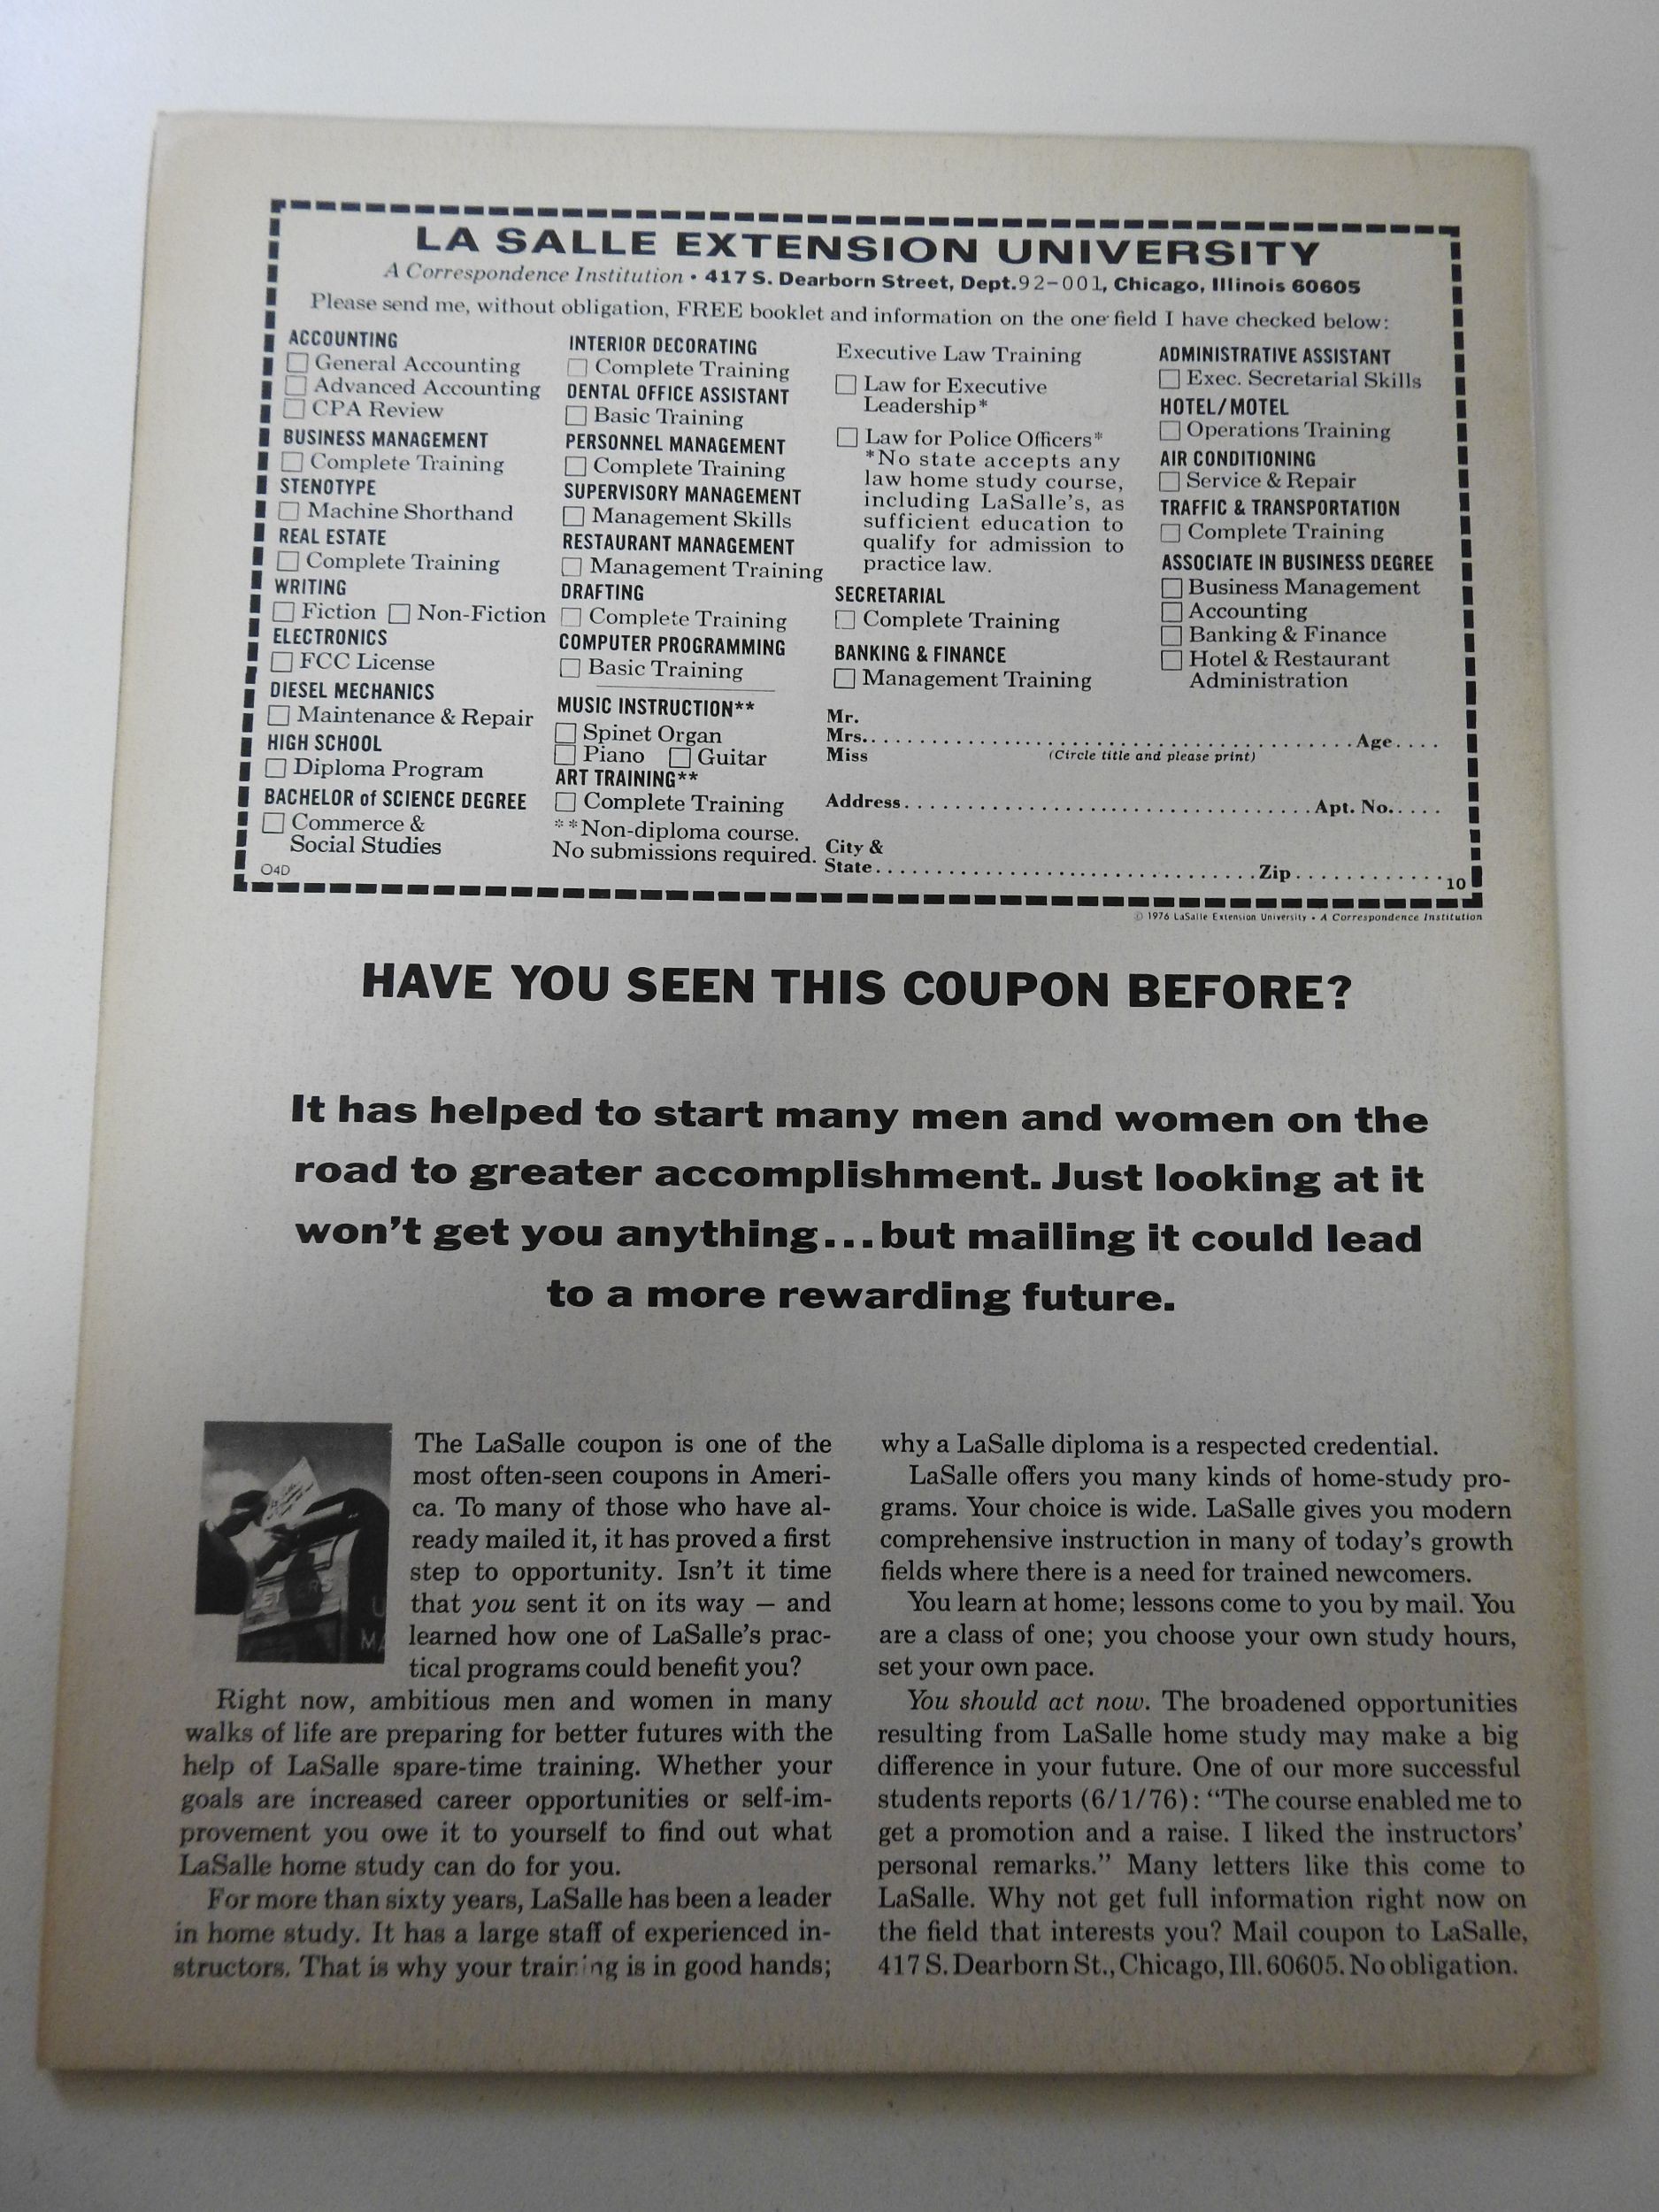 LA SALLE EXTENSION UNIVERSITY
A Correspondence Institution • 417 S. Dearborn Street, Dept.92-001, Chicago, Illinois 60605
Please send me, without obligation, FREE booklet and information on the one field I have checked below:
ACCOUNTING
General Accounting
Advanced Accounting
CPA Review
BUSINESS MANAGEMENT
Complete Training
STENOTYPE
Machine Shorthand
REAL ESTATE
Complete Training
WRITING
Fiction Non-Fiction
ELECTRONICS
FCC License
DIESEL MECHANICS
Maintenance & Repair
HIGH SCHOOL
Diploma Program
BACHELOR of SCIENCE DEGREE
Commerce &
Social Studies
O4D
INTERIOR DECORATING
Complete Training
DENTAL OFFICE ASSISTANT
Basic Training
PERSONNEL MANAGEMENT
Complete Training
SUPERVISORY MANAGEMENT
Management Skills
RESTAURANT MANAGEMENT
Management Training
DRAFTING
Complete Training
COMPUTER PROGRAMMING
Basic Training
MUSIC INSTRUCTION**
Spinet Organ
Piano Guitar
ART TRAINING**
Complete Training
**Non-diploma course.
No submissions required.
Executive Law Training
Law for Executive
Leadership*
Law for Police Officers*
*No state accepts any
law home study course,
including LaSalle's, as
sufficient education to
qualify for admission to
practice law.
SECRETARIAL
Complete Training
BANKING & FINANCE
Management Training
ADMINISTRATIVE ASSISTANT
Exec. Secretarial Skills
HOTEL/MOTEL
Operations Training
AIR CONDITIONING
Service & Repair
TRAFFIC & TRANSPORTATION
Complete Training
ASSOCIATE IN BUSINESS DEGREE
Business Management
Accounting
Banking & Finance
Hotel & Restaurant
Administration
Mr.
Mrs. Age
Miss (Circle title and please print)
Address Apt. No.
City &
State Zip
10
© 1976 LaSalle Extension University • A Correspondence Institution
HAVE YOU SEEN THIS COUPON BEFORE?
It has helped to start many men and women on the
road to greater accomplishment. Just looking at it
won't get you anything...but mailing it could lead
to a more rewarding future.
The LaSalle coupon is one of the
most often-seen coupons in Ameri-
ca. To many of those who have al-
ready mailed it, it has proved a first
step to opportunity. Isn't it time
that you sent it on its way — and
learned how one of LaSalle's prac-
tical programs could benefit you?
Right now, ambitious men and women in many
walks of life are preparing for better futures with the
help of LaSalle spare-time training. Whether your
goals are increased career opportunities or self-im-
provement you owe it to yourself to find out what
LaSalle home study can do for you.
For more than sixty years, LaSalle has been a leader
in home study. It has a large staff of experienced in-
structors. That is why your training is in good hands;
why a LaSalle diploma is a respected credential.
LaSalle offers you many kinds of home-study pro-
grams. Your choice is wide. LaSalle gives you modern
comprehensive instruction in many of today's growth
fields where there is a need for trained newcomers.
You learn at home; lessons come to you by mail. You
are a class of one; you choose your own study hours,
set your own pace.
You should act now. The broadened opportunities
resulting from LaSalle home study may make a big
difference in your future. One of our more successful
students reports (6/1/76): "The course enabled me to
get a promotion and a raise. I liked the instructors'
personal remarks." Many letters like this come to
LaSalle. Why not get full information right now on
the field that interests you? Mail coupon to LaSalle,
417 S. Dearborn St., Chicago, Ill. 60605. No obligation.